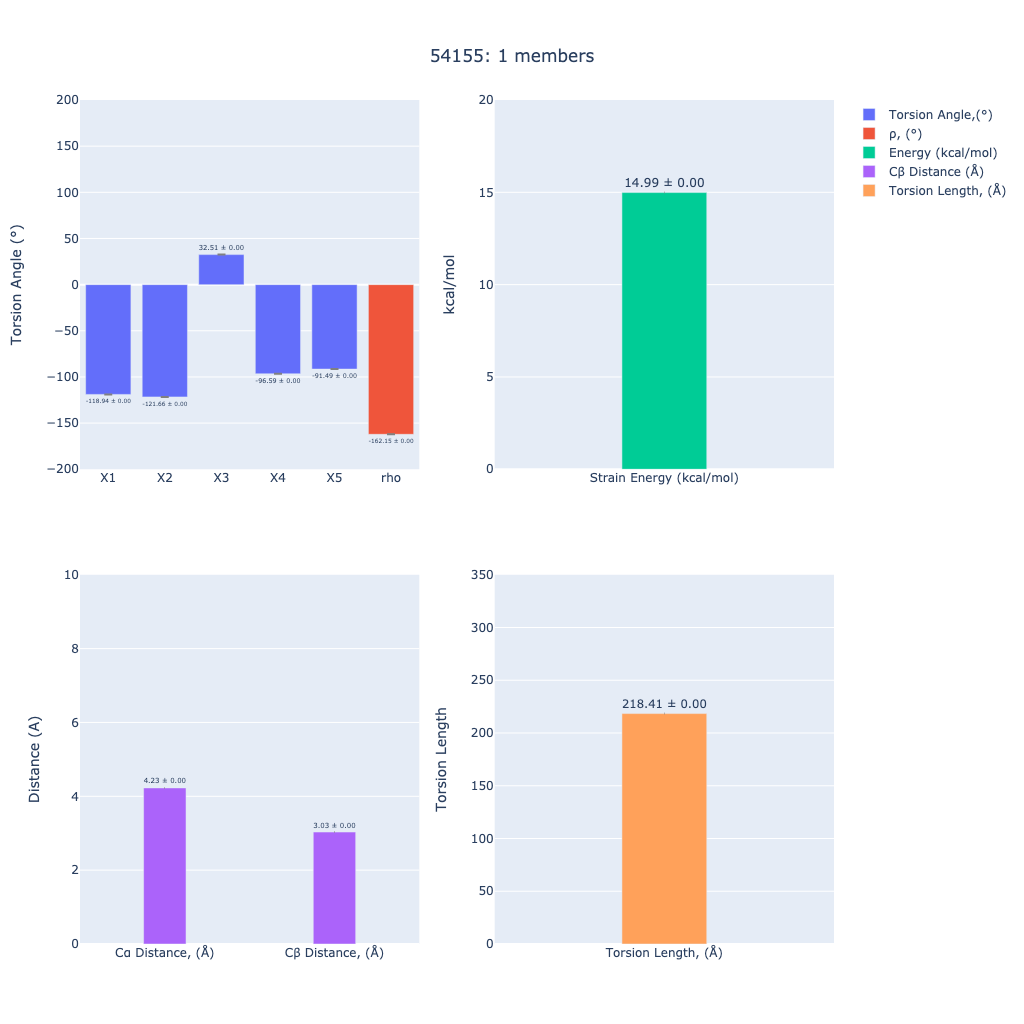 54155: 1 members
Torsion Angle (°)
200
150
100
50
0
−50
−100
−150
−200
32.51 ± 0.00
-118.94 ± 0.00
-121.66 ± 0.00
-96.59 ± 0.00
-91.49 ± 0.00
-162.15 ± 0.00
X1 X2 X3 X4 X5 rho
kcal/mol
20
15
10
5
0
14.99 ± 0.00
Strain Energy (kcal/mol)
Torsion Angle,(°)
ρ, (°)
Energy (kcal/mol)
Cβ Distance (Å)
Torsion Length, (Å)
Distance (A)
10
8
6
4
2
0
4.23 ± 0.00
3.03 ± 0.00
Cα Distance, (Å) Cβ Distance, (Å)
Torsion Length
350
300
250
200
150
100
50
0
218.41 ± 0.00
Torsion Length, (Å)